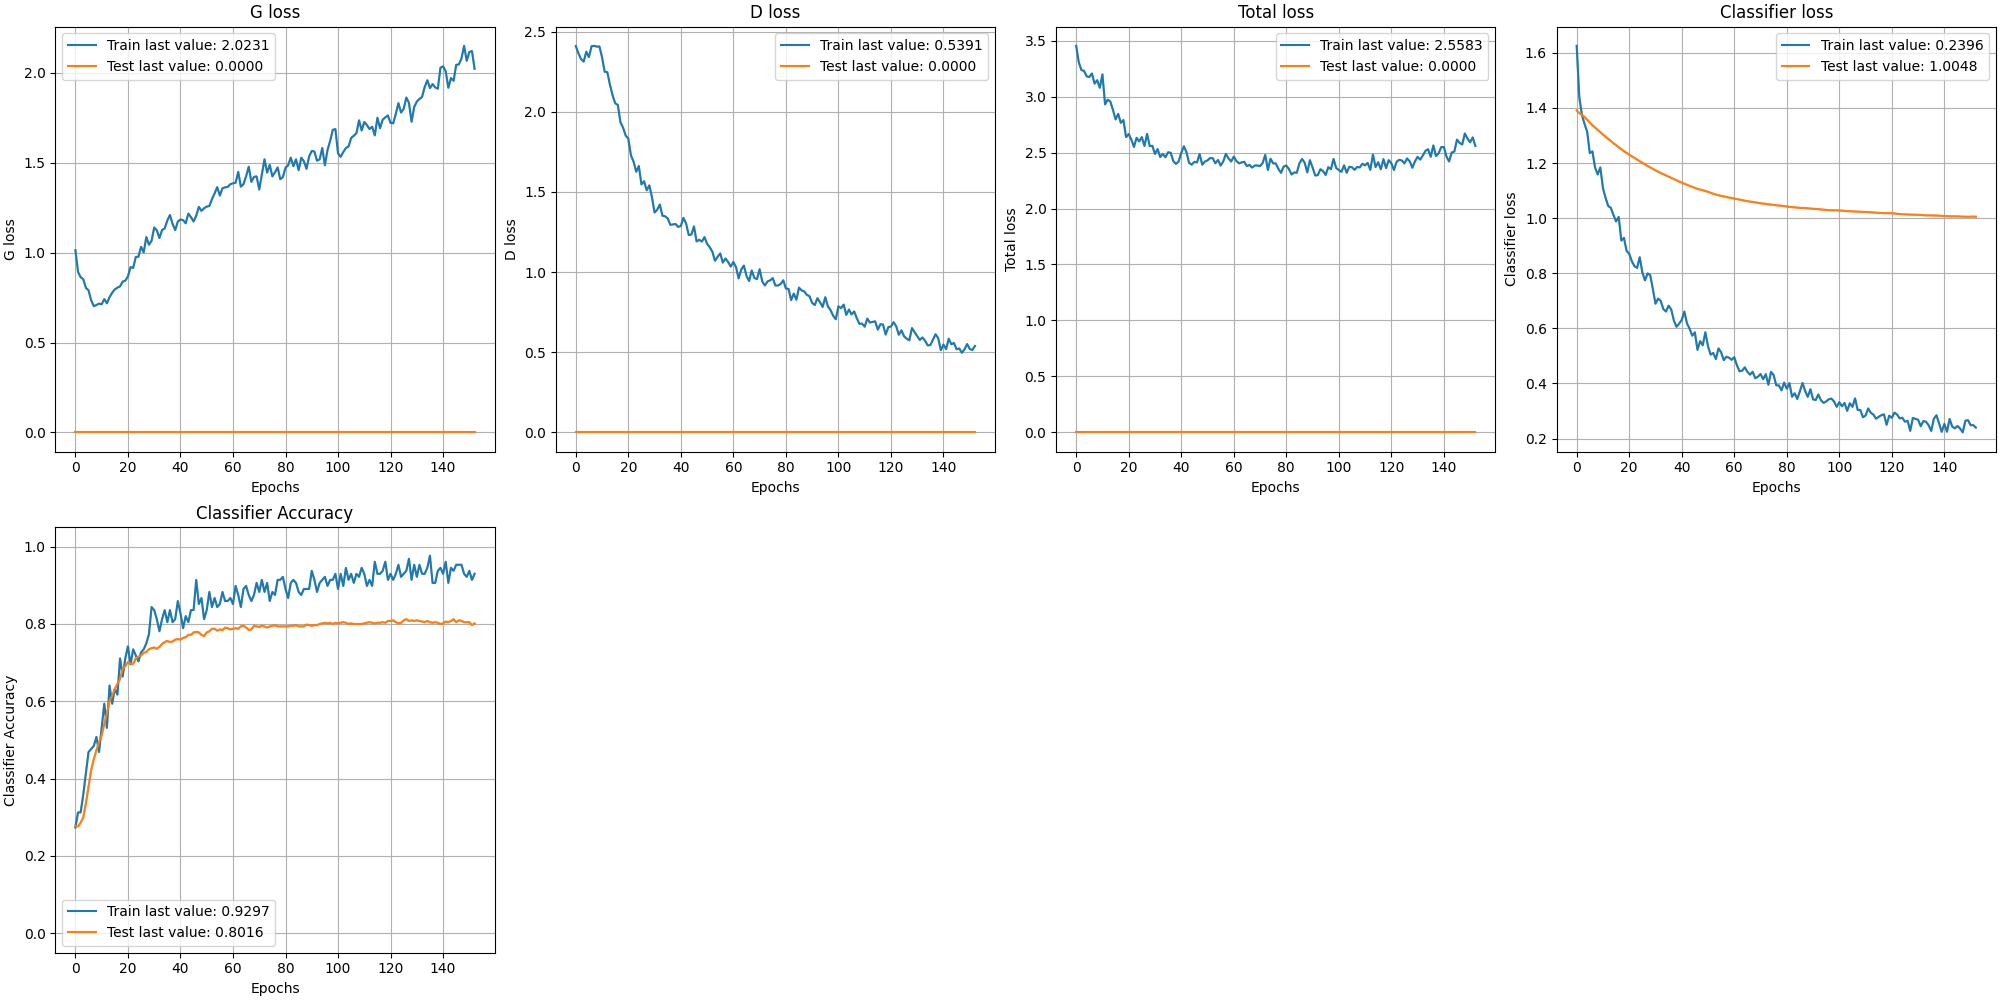 G loss
Train last value: 2.0231
Test last value: 0.0000
2.0
1.5
1.0
0.5
0.0
G loss
0 20 40 60 80 100 120 140
Epochs
D loss
Train last value: 0.5391
Test last value: 0.0000
2.5
2.0
1.5
1.0
0.5
0.0
D loss
0 20 40 60 80 100 120 140
Epochs
Total loss
Train last value: 2.5583
Test last value: 0.0000
3.5
3.0
2.5
2.0
1.5
1.0
0.5
0.0
Total loss
0 20 40 60 80 100 120 140
Epochs
Classifier loss
Train last value: 0.2396
Test last value: 1.0048
1.6
1.4
1.2
1.0
0.8
0.6
0.4
0.2
Classifier loss
0 20 40 60 80 100 120 140
Epochs
Classifier Accuracy
1.0
0.8
0.6
0.4
0.2
0.0
Classifier Accuracy
Train last value: 0.9297
Test last value: 0.8016
0 20 40 60 80 100 120 140
Epochs